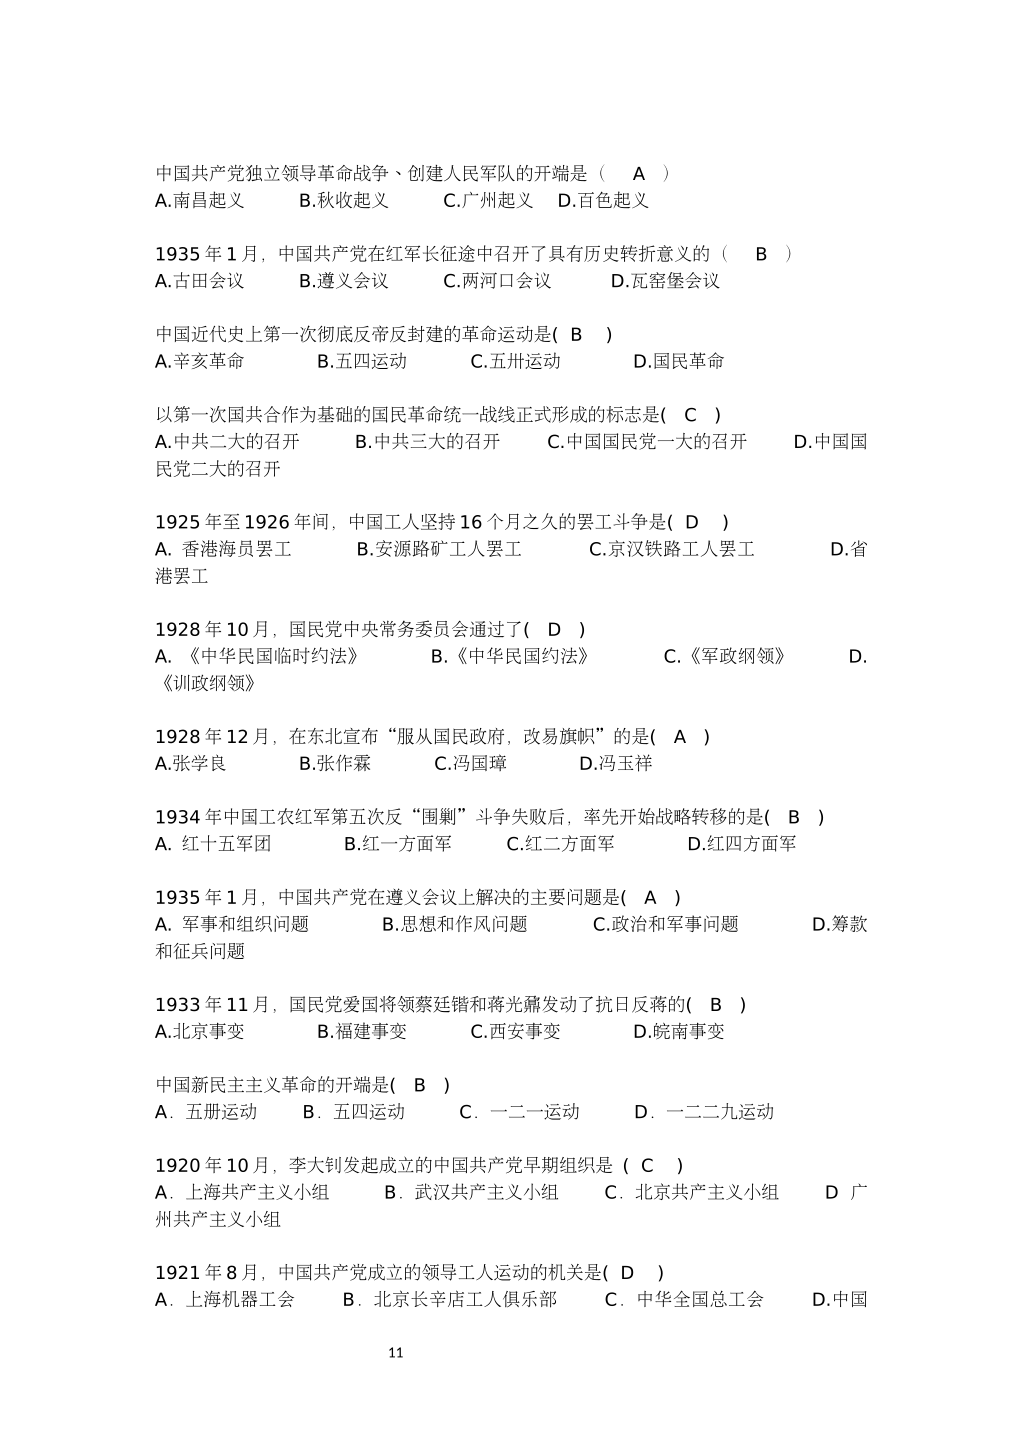 中国共产党独立领导革命战争、创建人民军队的开端是（ A ）
A.南昌起义 B.秋收起义 C.广州起义 D.百色起义
1935 年 1 月，中国共产党在红军长征途中召开了具有历史转折意义的（ B ）
A.古田会议 B.遵义会议 C.两河口会议 D.瓦窑堡会议
中国近代史上第一次彻底反帝反封建的革命运动是( B )
A.辛亥革命 B.五四运动 C.五卅运动 D.国民革命
以第一次国共合作为基础的国民革命统一战线正式形成的标志是( C )
A.中共二大的召开 B.中共三大的召开 C.中国国民党一大的召开 D.中国国
民党二大的召开
1925 年至 1926 年间，中国工人坚持 16 个月之久的罢工斗争是( D )
A. 香港海员罢工 B.安源路矿工人罢工 C.京汉铁路工人罢工 D.省
港罢工
1928 年 10 月，国民党中央常务委员会通过了( D )
A. 《中华民国临时约法》 B.《中华民国约法》 C.《军政纲领》 D.
《训政纲领》
1928 年 12 月，在东北宣布“服从国民政府，改易旗帜”的是( A )
A.张学良 B.张作霖 C.冯国璋 D.冯玉祥
1934 年中国工农红军第五次反“围剿”斗争失败后，率先开始战略转移的是( B )
A. 红十五军团 B.红一方面军 C.红二方面军 D.红四方面军
1935 年 1 月，中国共产党在遵义会议上解决的主要问题是( A )
A. 军事和组织问题 B.思想和作风问题 C.政治和军事问题 D.筹款
和征兵问题
1933 年 11 月，国民党爱国将领蔡廷锴和蒋光鼐发动了抗日反蒋的( B )
A.北京事变 B.福建事变 C.西安事变 D.皖南事变
中国新民主主义革命的开端是( B )
A．五册运动 B．五四运动 C．一二一运动 D．一二二九运动
1920 年 10 月，李大钊发起成立的中国共产党早期组织是 ( C )
A．上海共产主义小组 B．武汉共产主义小组 C．北京共产主义小组 D 广
州共产主义小组
1921 年 8 月，中国共产党成立的领导工人运动的机关是( D )
A．上海机器工会 B．北京长辛店工人俱乐部 C．中华全国总工会 D.中国
11